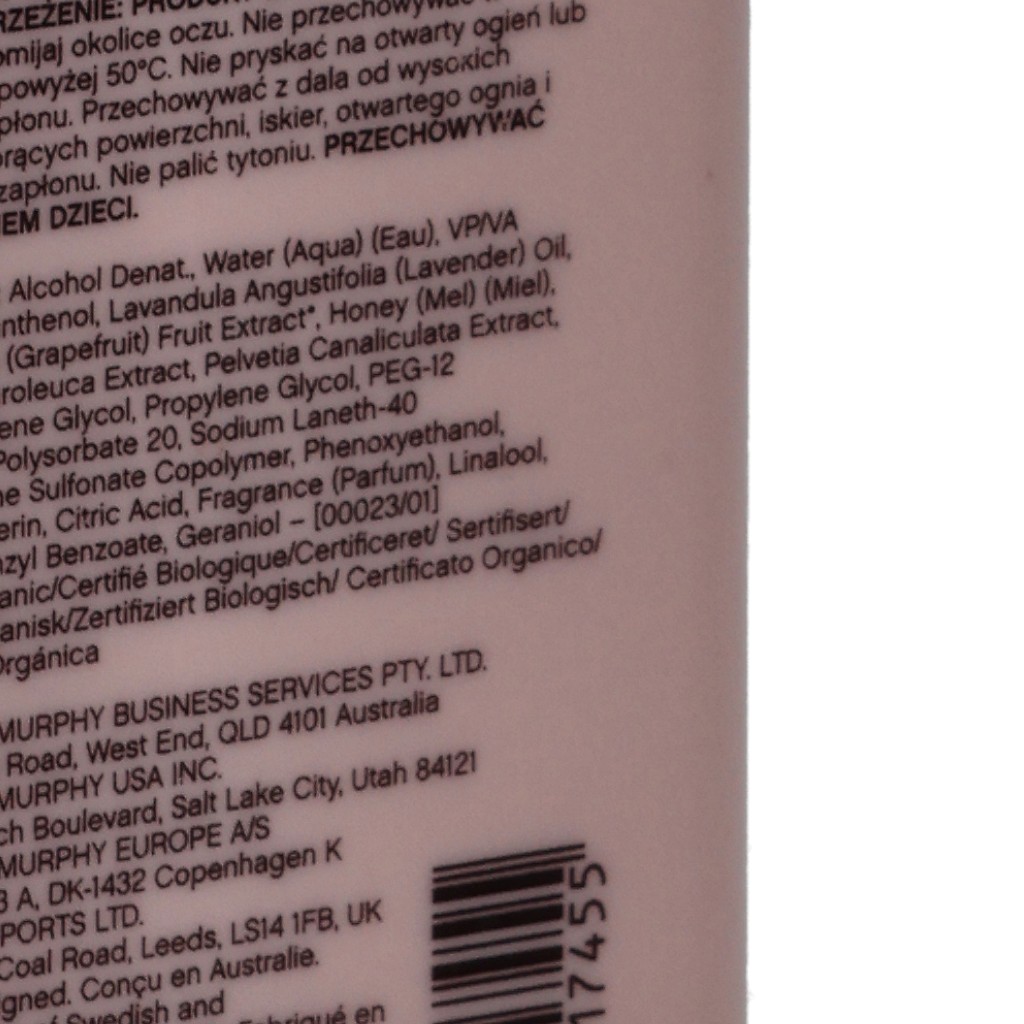 RZEŻENIE:
omijaj okolice oczu. Nie przechowywać
powyżej 50°C. Nie pryskać na otwarty ogień lub
płonu. Przechowywać z dala od wysokich
orących powierzchni, iskier, otwartego ognia i
zapłonu. Nie palić tytoniu. PRZECHOWYWAĆ
EM DZIECI.
Alcohol Denat., Water (Aqua) (Eau), VP/VA
nthenol, Lavandula Angustifolia (Lavender) Oil,
(Grapefruit) Fruit Extract*, Honey (Mel) (Miel),
roleuca Extract, Pelvetia Canaliculata Extract,
ene Glycol, Propylene Glycol, PEG-12
Polysorbate 20, Sodium Laneth-40
ne Sulfonate Copolymer, Phenoxyethanol,
erin, Citric Acid, Fragrance (Parfum), Linalool,
nzyl Benzoate, Geraniol – [00023/01]
anic/Certifié Biologique/Certificeret/ Sertifisert/
anisk/Zertifiziert Biologisch/ Certificato Organico/
Orgánica
MURPHY BUSINESS SERVICES PTY. LTD.
Road, West End, QLD 4101 Australia
MURPHY USA INC.
ch Boulevard, Salt Lake City, Utah 84121
MURPHY EUROPE A/S
3 A, DK-1432 Copenhagen K
PORTS LTD.
Coal Road, Leeds, LS14 1FB, UK
gned. Conçu en Australie.
Swedish and
Fabriqué en
17455